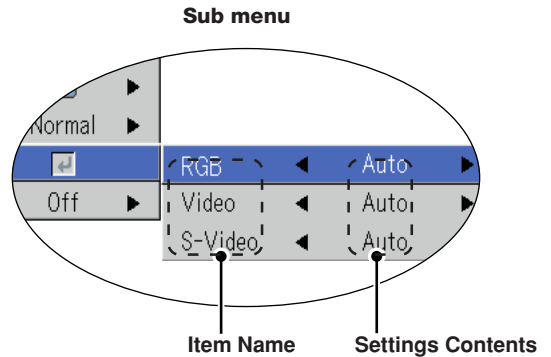 Sub menu
Normal
RGB Auto
Off Video Auto
S-Video Auto
Item Name Settings Contents